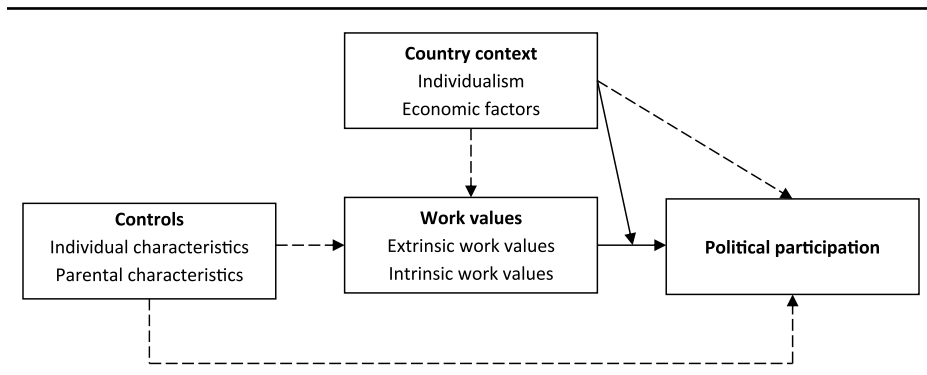 Country context
Individualism
Economic factors
Controls
Individual characteristics
Parental characteristics
Work values
Extrinsic work values
Intrinsic work values
Political participation